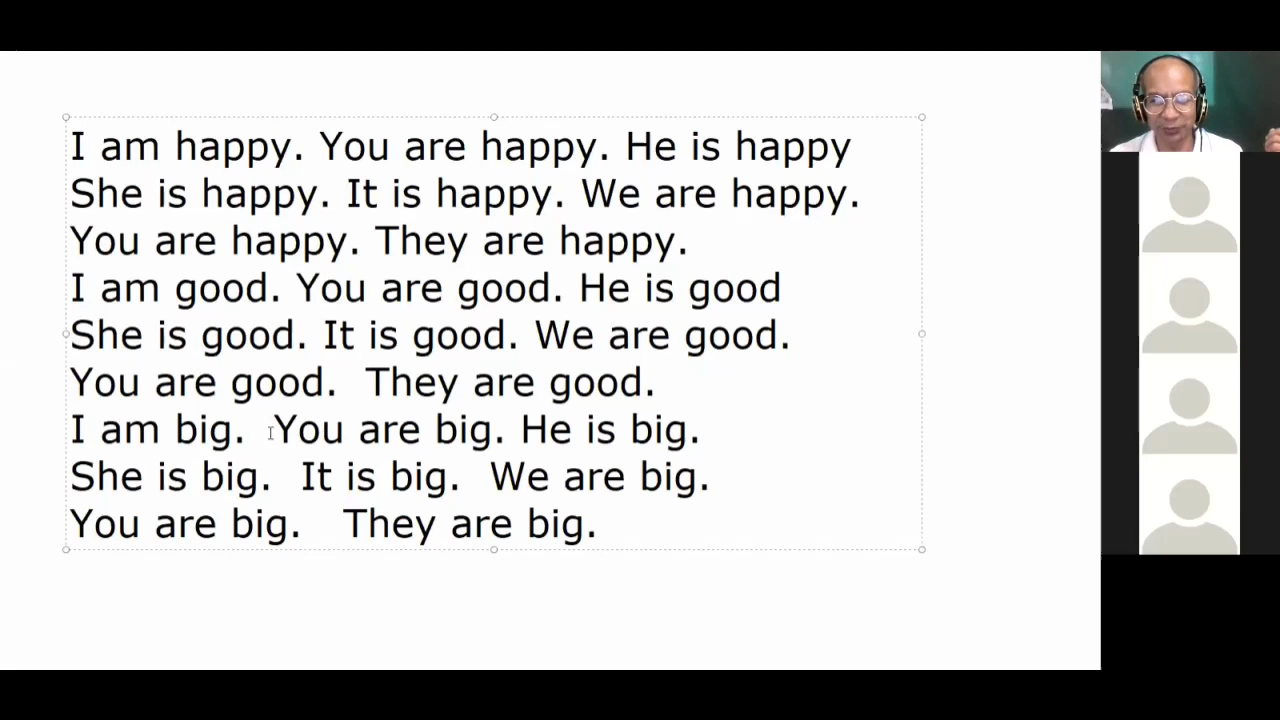 I am happy. You are happy. He is happy
She is happy. It is happy. We are happy.
You are happy. They are happy.
I am good. You are good. He is good
She is good. It is good. We are good.
You are good.  They are good.
I am big.  You are big. He is big.
She is big.  It is big.  We are big.
You are big.   They are big.